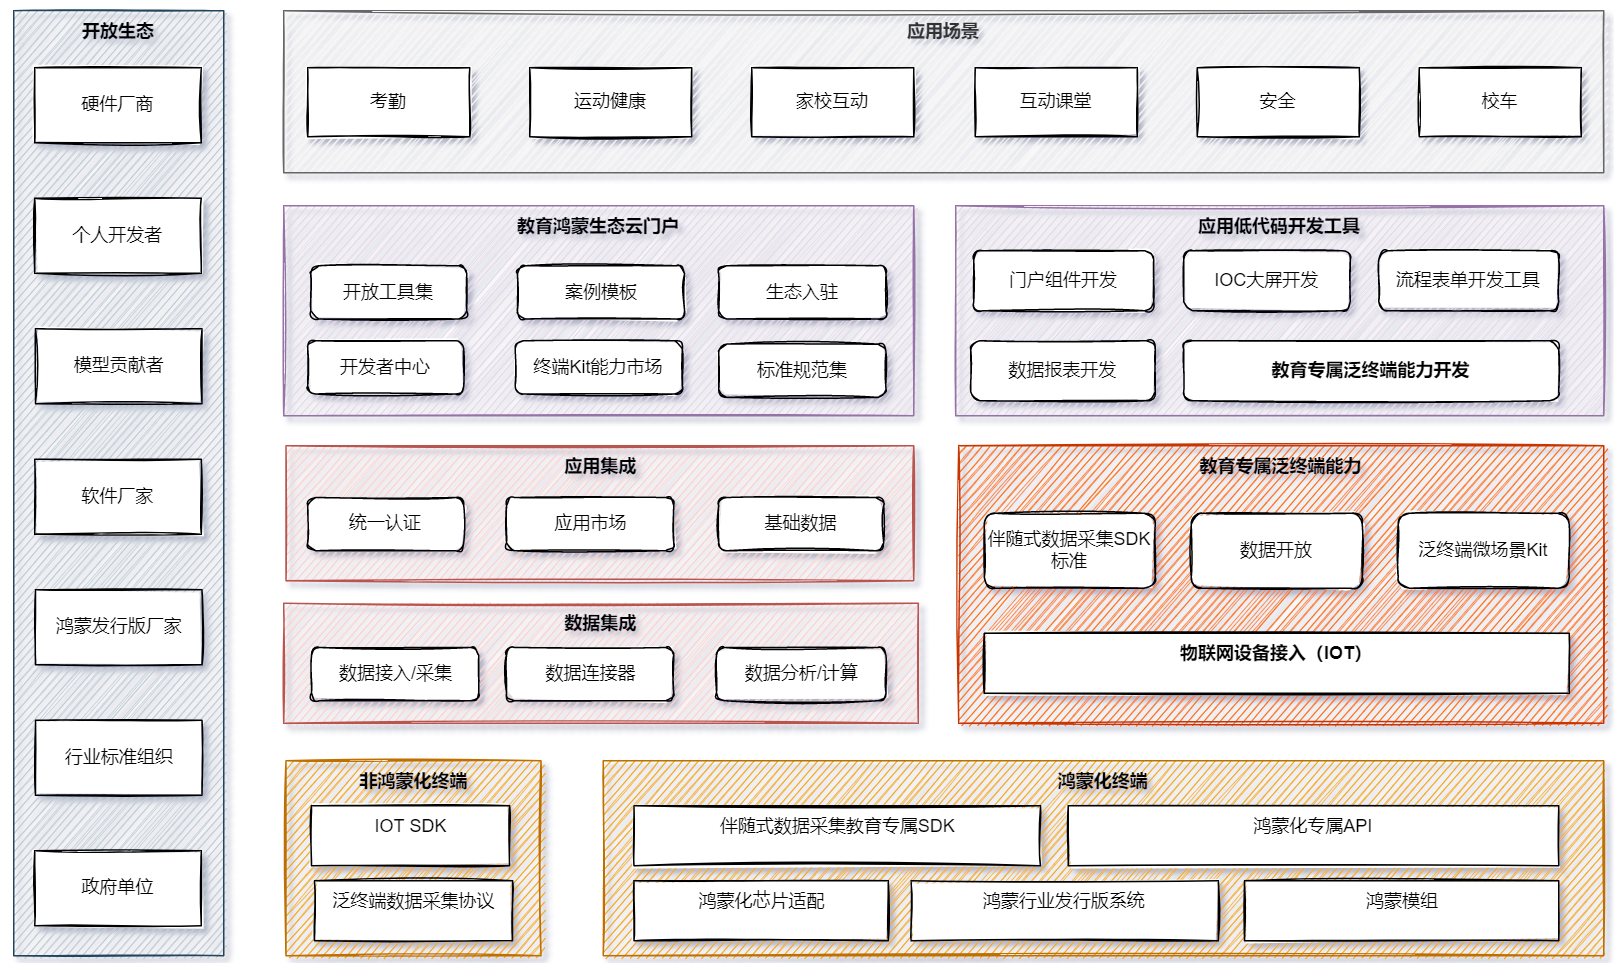 开放生态
硬件厂商
个人开发者
模型贡献者
软件厂家
鸿蒙发行版厂家
行业标准组织
政府单位
应用场景
考勤
运动健康
家校互动
互动课堂
安全
校车
教育鸿蒙生态云门户
开放工具集
案例模板
生态入驻
开发者中心
终端Kit能力市场
标准规范集
应用低代码开发工具
门户组件开发
IOC大屏开发
流程表单开发工具
数据报表开发
教育专属泛终端能力开发
应用集成
统一认证
应用市场
基础数据
数据集成
数据接入/采集
数据连接器
数据分析/计算
教育专属泛终端能力
伴随式数据采集SDK
标准
数据开放
泛终端微场景Kit
物联网设备接入（IOT）
非鸿蒙化终端
IOT SDK
泛终端数据采集协议
鸿蒙化终端
伴随式数据采集教育专属SDK
鸿蒙化专属API
鸿蒙化芯片适配
鸿蒙行业发行版系统
鸿蒙模组